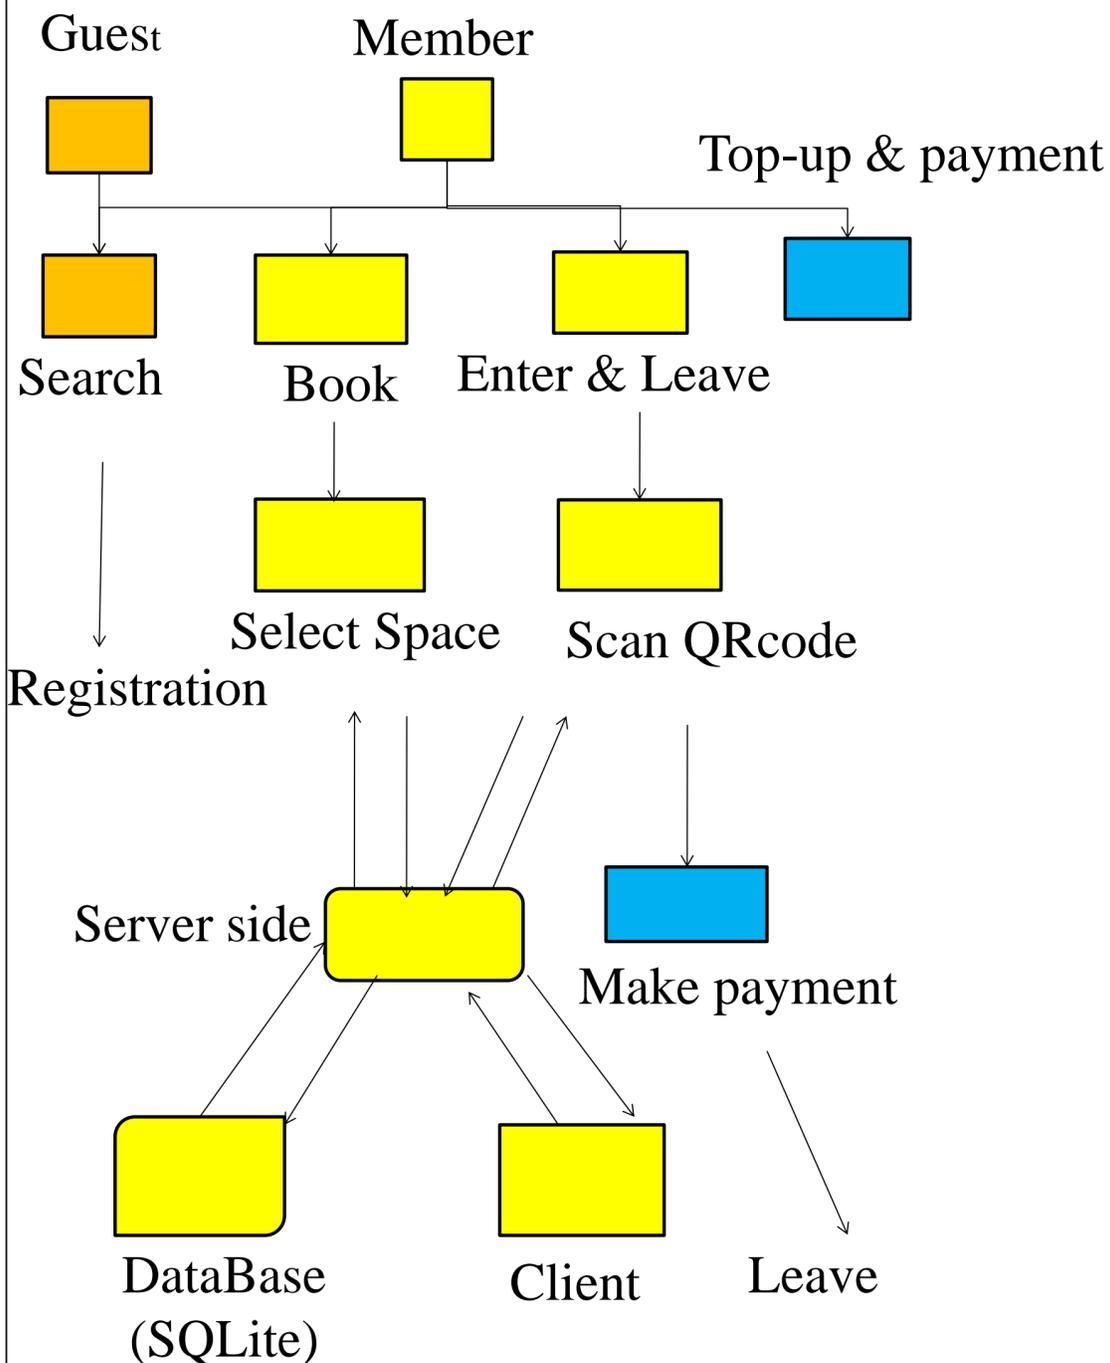 Guest
Member
Top-up & payment
Search
Book
Enter & Leave
Select Space
Scan QRcode
Registration
Server side
Make payment
DataBase
(SQLite)
Client
Leave